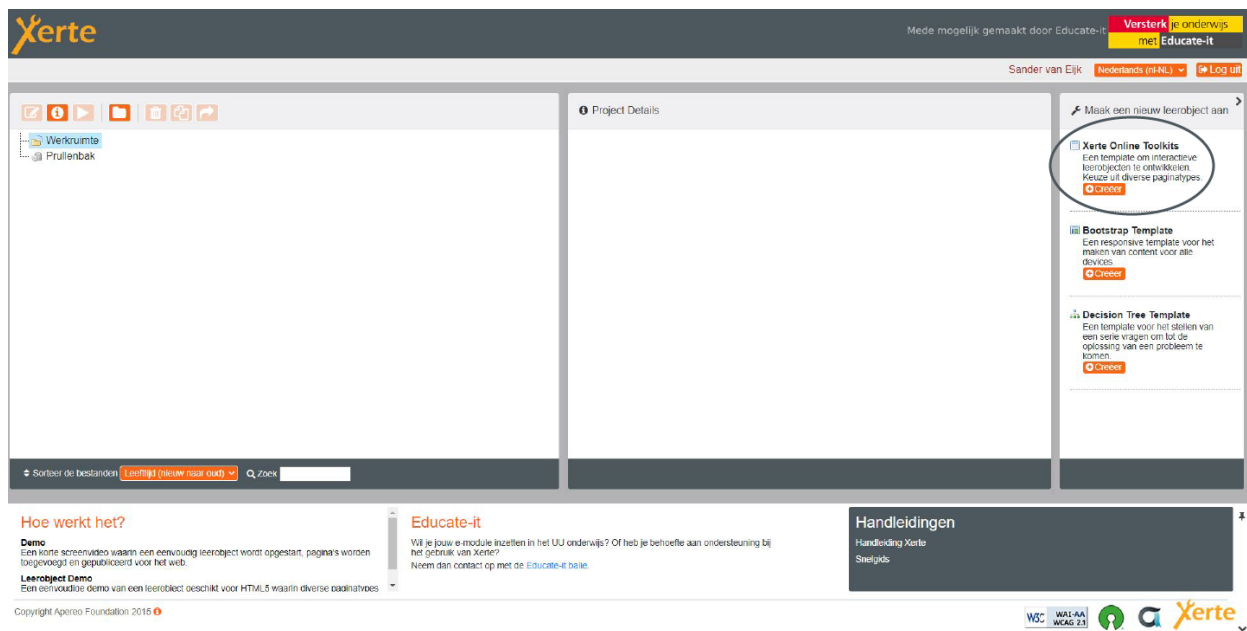 Xerte
Mede mogelijk gemaakt door Educate-it
Versterk je onderwijs
met Educate-it
Sander van Eijk
Nederlands (nl-NL)
Log uit
Project Details
Maak een nieuw leerobject aan
Werkruimte
Prullenbak
Xerte Online Toolkits
Een template om interactieve
leerobjecten te ontwikkelen.
Keuze uit diverse paginatypes.
Creëer
Bootstrap Template
Een responsive template voor het
maken van content voor alle
devices.
Creëer
Decision Tree Template
Een template voor het stellen van
een serie vragen om tot de
oplossing van een probleem te
komen.
Creëer
Sorteer de bestanden Leeftijd (nieuw naar oud) Zoek
Hoe werkt het?
Demo
Een korte screenvideo waarin een eenvoudig leerobject wordt opgestart, pagina's worden
toegevoegd en gepubliceerd voor het web.
Leerobject Demo
Een eenvoudige demo van een leerobject geschikt voor HTML5 waarin diverse paginatypes
Educate-it
Wil je jouw e-module inzetten in het UU onderwijs? Of heb je behoefte aan ondersteuning bij
het gebruik van Xerte?
Neem dan contact op met de Educate-it balie.
Handleidingen
Handleiding Xerte
Snelgids
Copyright Apereo Foundation 2015
W3C WAI-AA
WCAG 2.1
Xerte